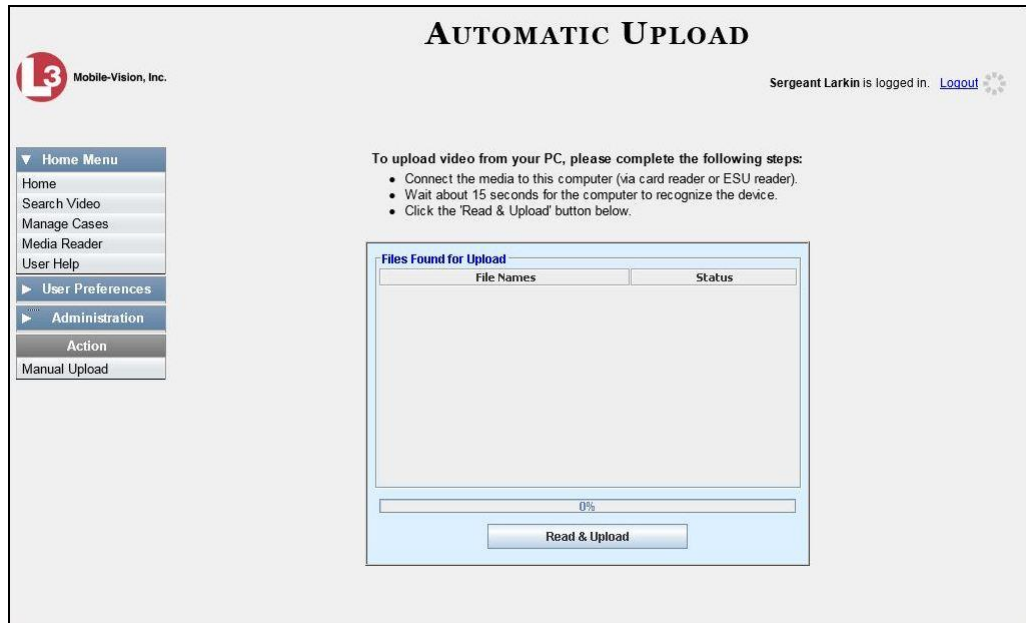 AUTOMATIC UPLOAD
L3 Mobile-Vision, Inc.
Sergeant Larkin is logged in. Logout
Home Menu
Home
Search Video
Manage Cases
Media Reader
User Help
User Preferences
Administration
Action
Manual Upload
To upload video from your PC, please complete the following steps:
• Connect the media to this computer (via card reader or ESU reader).
• Wait about 15 seconds for the computer to recognize the device.
• Click the 'Read & Upload' button below.
Files Found for Upload
File Names Status
0%
Read & Upload